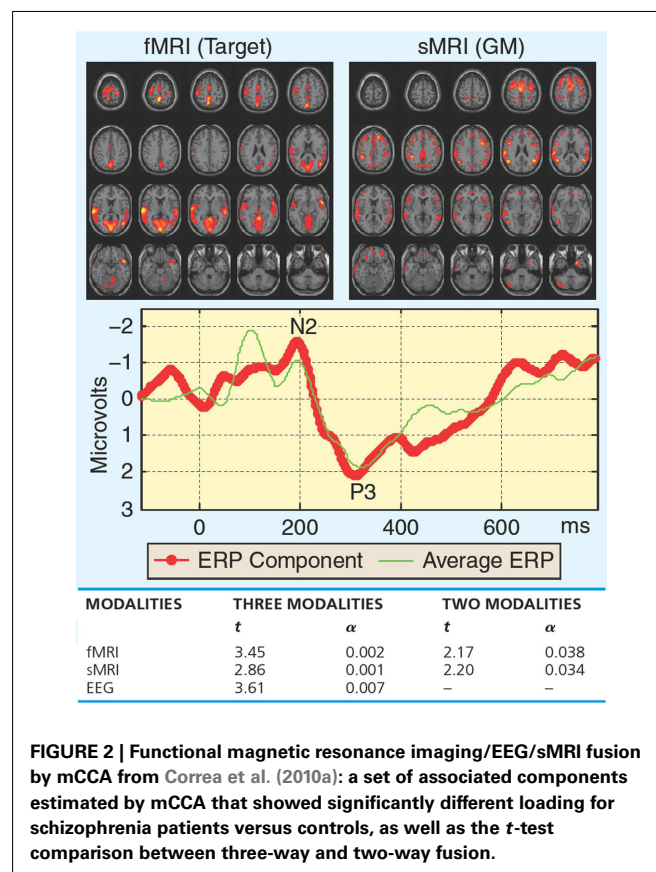 fMRI (Target) sMRI (GM)
−2
−1
0
1
2
3
Microvolts
N2
P3
0 200 400 600 ms
ERP Component Average ERP
MODALITIES THREE MODALITIES TWO MODALITIES
t α t α
fMRI 3.45 0.002 2.17 0.038
sMRI 2.86 0.001 2.20 0.034
EEG 3.61 0.007 – –
FIGURE 2 | Functional magnetic resonance imaging/EEG/sMRI fusion
by mCCA from Correa et al. (2010a): a set of associated components
estimated by mCCA that showed significantly different loading for
schizophrenia patients versus controls, as well as the t-test
comparison between three-way and two-way fusion.